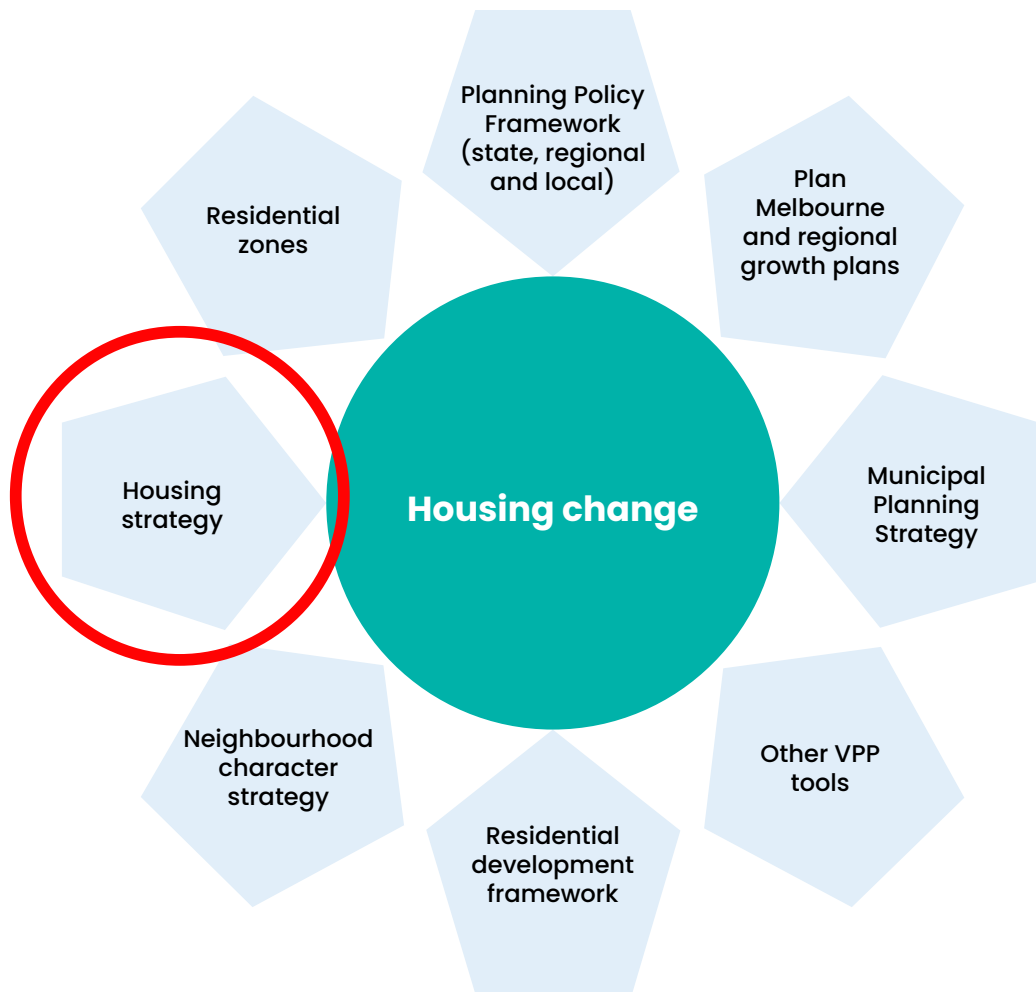 Planning Policy
Framework
(state, regional
and local)
Plan
Melbourne
and regional
growth plans
Residential
zones
Housing
strategy
Housing change
Municipal
Planning
Strategy
Neighbourhood
character
strategy
Other VPP
tools
Residential
development
framework